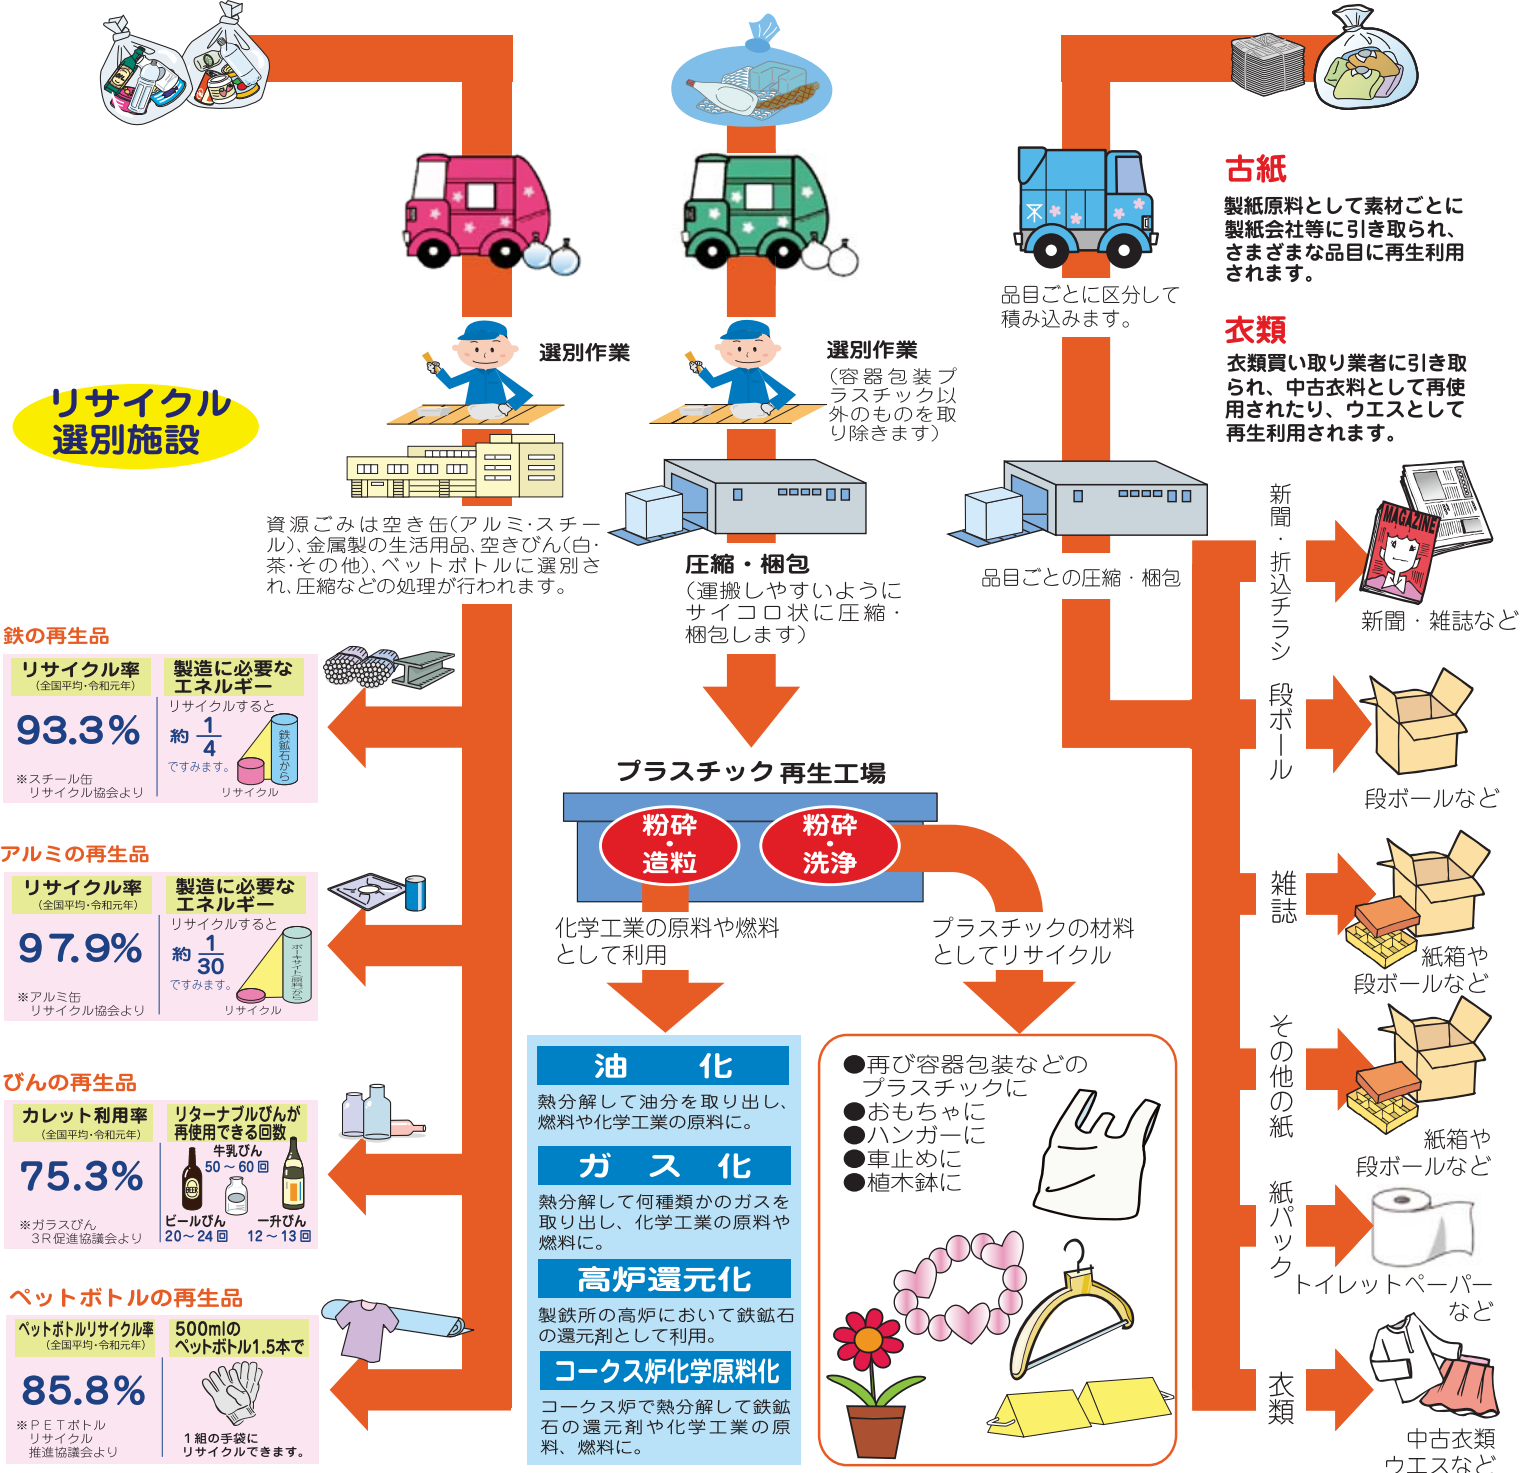 リサイクル
選別施設
選別作業
資源ごみは空き缶(アルミ・スチー
ル)、金属製の生活用品、空きびん(白・
茶・その他)、ペットボトルに選別さ
れ、圧縮などの処理が行われます。
選別作業
(容器包装プ
ラスチック以
外のものを取
り除きます)
圧縮・梱包
(運搬しやすいように
サイコロ状に圧縮・
梱包します)
品目ごとに区分して
積み込みます。
品目ごとの圧縮・梱包
古紙
製紙原料として素材ごとに
製紙会社等に引き取られ、
さまざまな品目に再生利用
されます。
衣類
衣類買い取り業者に引き取
られ、中古衣料として再使
用されたり、ウエスとして
再生利用されます。
鉄の再生品
リサイクル率
(全国平均・令和元年)
93.3%
※スチール缶
リサイクル協会より
製造に必要な
エネルギー
リサイクルすると
約 1/4
ですみます。
鉄鉱石から
リサイクル
アルミの再生品
リサイクル率
(全国平均・令和元年)
97.9%
※アルミ缶
リサイクル協会より
製造に必要な
エネルギー
リサイクルすると
約 1/30
ですみます。
ボーキサイト(原料)から
リサイクル
びんの再生品
カレット利用率
(全国平均・令和元年)
75.3%
※ガラスびん
3R促進協議会より
リターナブルびんが
再使用できる回数
牛乳びん
50～60回
BEER
ビールびん
20～24回
一升びん
12～13回
ペットボトルの再生品
ペットボトルリサイクル率
(全国平均・令和元年)
85.8%
※PETボトル
リサイクル
推進協議会より
500mlの
ペットボトル1.5本で
1組の手袋に
リサイクルできます。
プラスチック再生工場
粉砕
・
造粒
粉砕
・
洗浄
化学工業の原料や燃料
として利用
プラスチックの材料
としてリサイクル
油化
熱分解して油分を取り出し、
燃料や化学工業の原料に。
ガス化
熱分解して何種類かのガスを
取り出し、化学工業の原料や
燃料に。
高炉還元化
製鉄所の高炉において鉄鉱石
の還元剤として利用。
コークス炉化学原料化
コークス炉で熱分解して鉄鉱
石の還元剤や化学工業の原
料、燃料に。
●再び容器包装などの
プラスチックに
●おもちゃに
●ハンガーに
●車止めに
●植木鉢に
新聞・折込チラシ
MAGAZINE
新聞・雑誌など
段ボール
段ボールなど
雑誌
紙箱や
段ボールなど
その他の紙
紙箱や
段ボールなど
紙パック
トイレットペーパー
など
衣類
中古衣類
ウエスなど